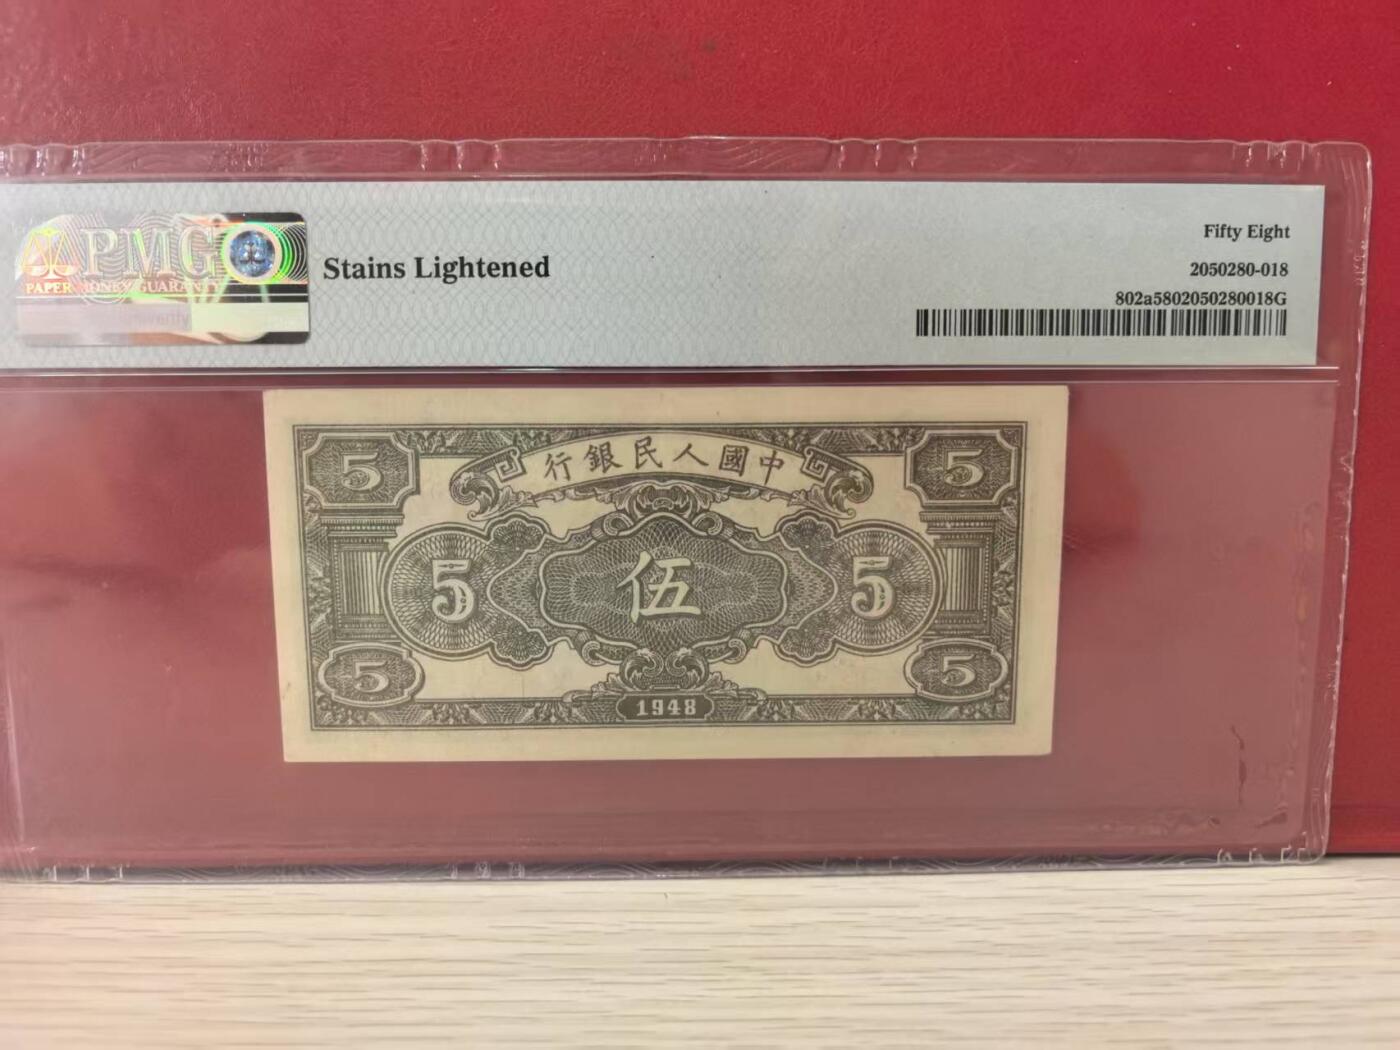 PMG
PAPER MONEY GUARANTY
Stains Lightened
Fifty Eight
2050280-018
802a5802050280018G
5
行銀民人國中
5
5
伍
5
5
1948
5